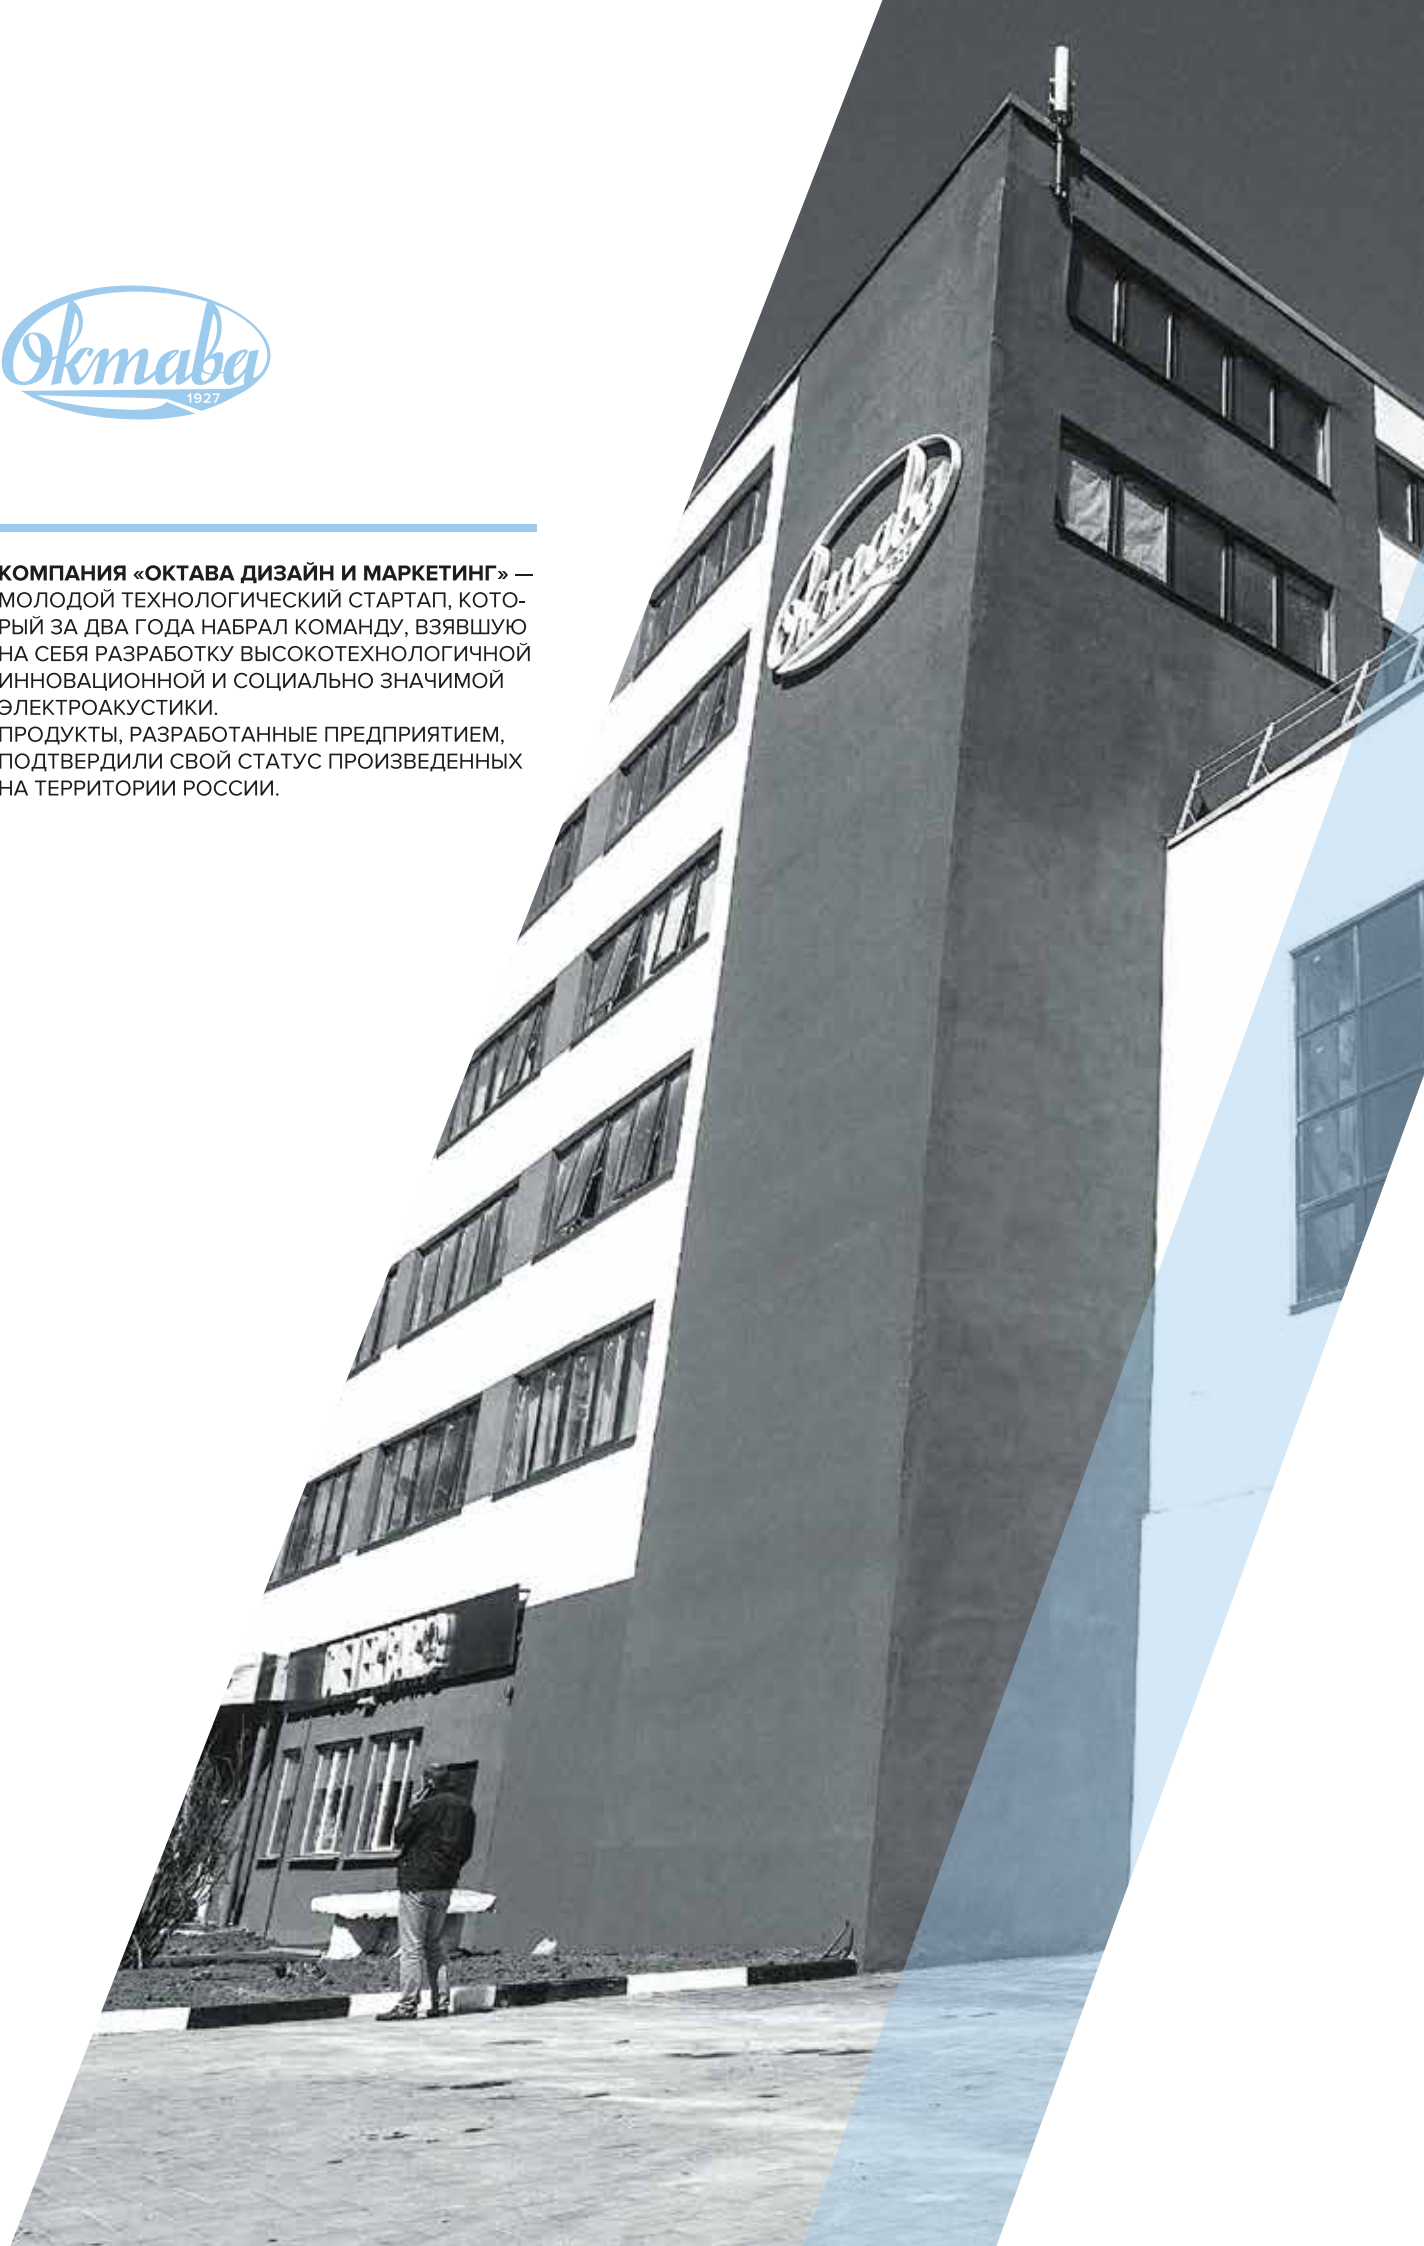 Октава
1927
КОМПАНИЯ «ОКТАВА ДИЗАЙН И МАРКЕТИНГ» —
МОЛОДОЙ ТЕХНОЛОГИЧЕСКИЙ СТАРТАП, КОТО-
РЫЙ ЗА ДВА ГОДА НАБРАЛ КОМАНДУ, ВЗЯВШУЮ
НА СЕБЯ РАЗРАБОТКУ ВЫСОКОТЕХНОЛОГИЧНОЙ
ИННОВАЦИОННОЙ И СОЦИАЛЬНО ЗНАЧИМОЙ
ЭЛЕКТРОАКУСТИКИ.
ПРОДУКТЫ, РАЗРАБОТАННЫЕ ПРЕДПРИЯТИЕМ,
ПОДТВЕРДИЛИ СВОЙ СТАТУС ПРОИЗВЕДЕННЫХ
НА ТЕРРИТОРИИ РОССИИ.
Октава